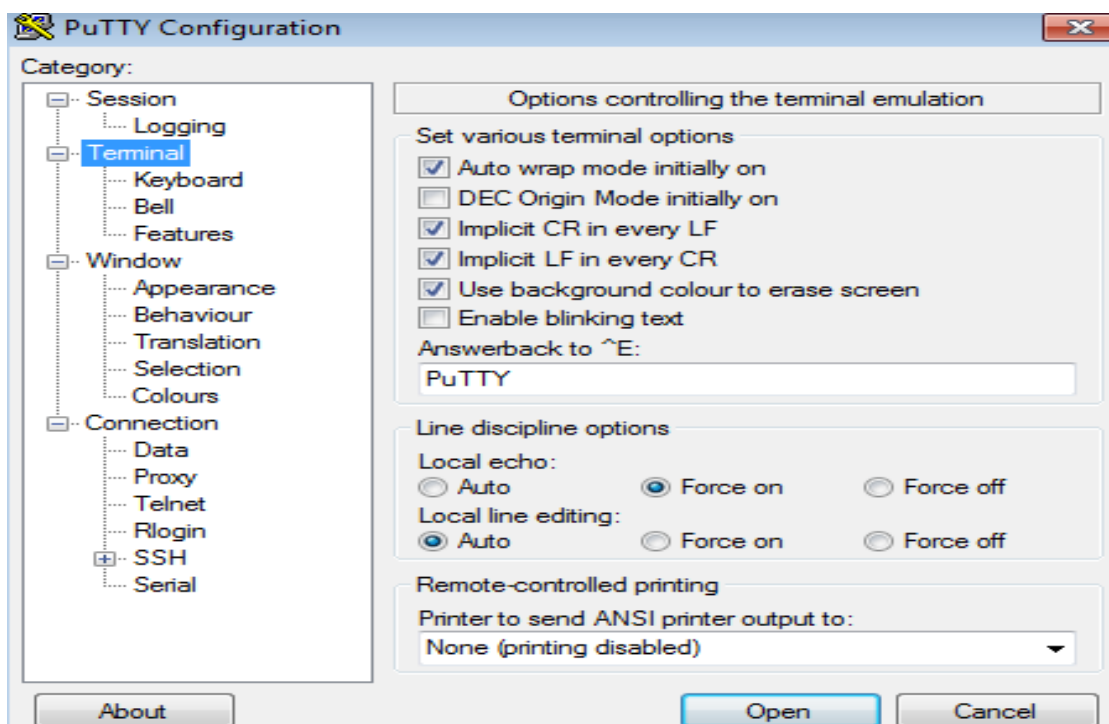 PuTTY Configuration
Category:
Session
Logging
Terminal
Keyboard
Bell
Features
Window
Appearance
Behaviour
Translation
Selection
Colours
Connection
Data
Proxy
Telnet
Rlogin
SSH
Serial
Options controlling the terminal emulation
Set various terminal options
Auto wrap mode initially on
DEC Origin Mode initially on
Implicit CR in every LF
Implicit LF in every CR
Use background colour to erase screen
Enable blinking text
Answerback to ^E:
PuTTY
Line discipline options
Local echo:
Auto Force on Force off
Local line editing:
Auto Force on Force off
Remote-controlled printing
Printer to send ANSI printer output to:
None (printing disabled)
About Open Cancel